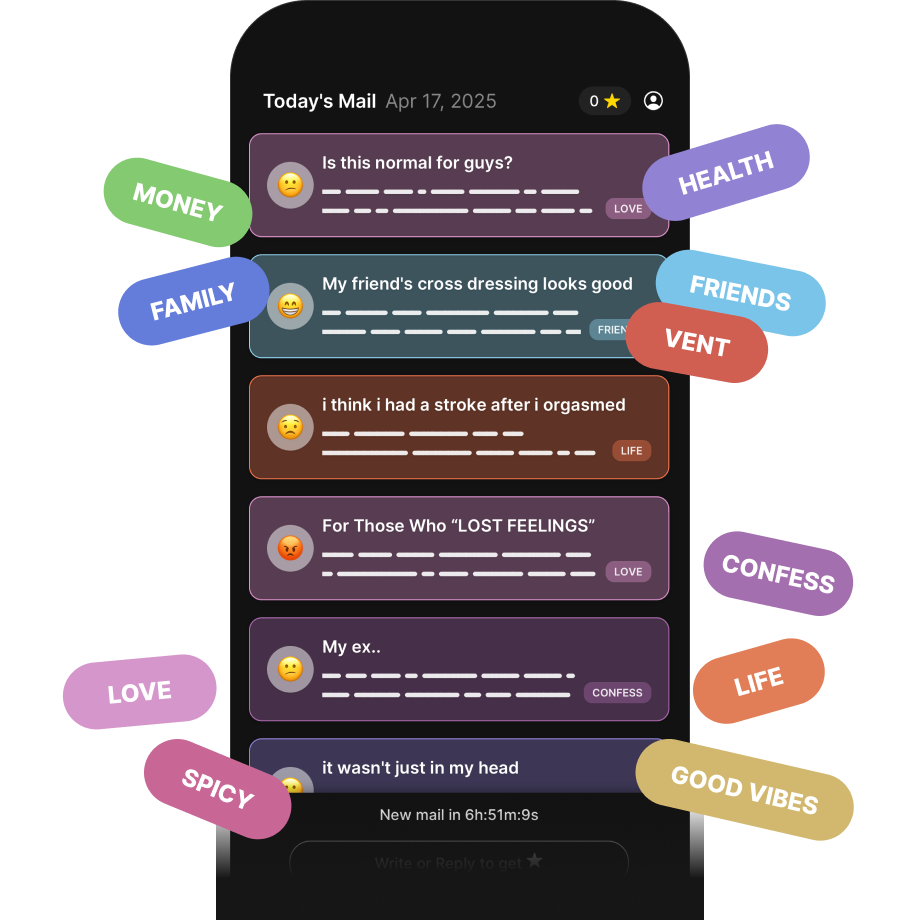 Today's Mail Apr 17, 2025
0
Is this normal for guys?
LOVE
HEALTH
MONEY
My friend's cross dressing looks good
FRIEN
FAMILY
FRIENDS
VENT
i think i had a stroke after i orgasmed
LIFE
For Those Who “LOST FEELINGS”
LOVE
CONFESS
My ex..
CONFESS
LOVE
LIFE
it wasn't just in my head
SPICY
GOOD VIBES
New mail in 6h:51m:9s
Write or Reply to get